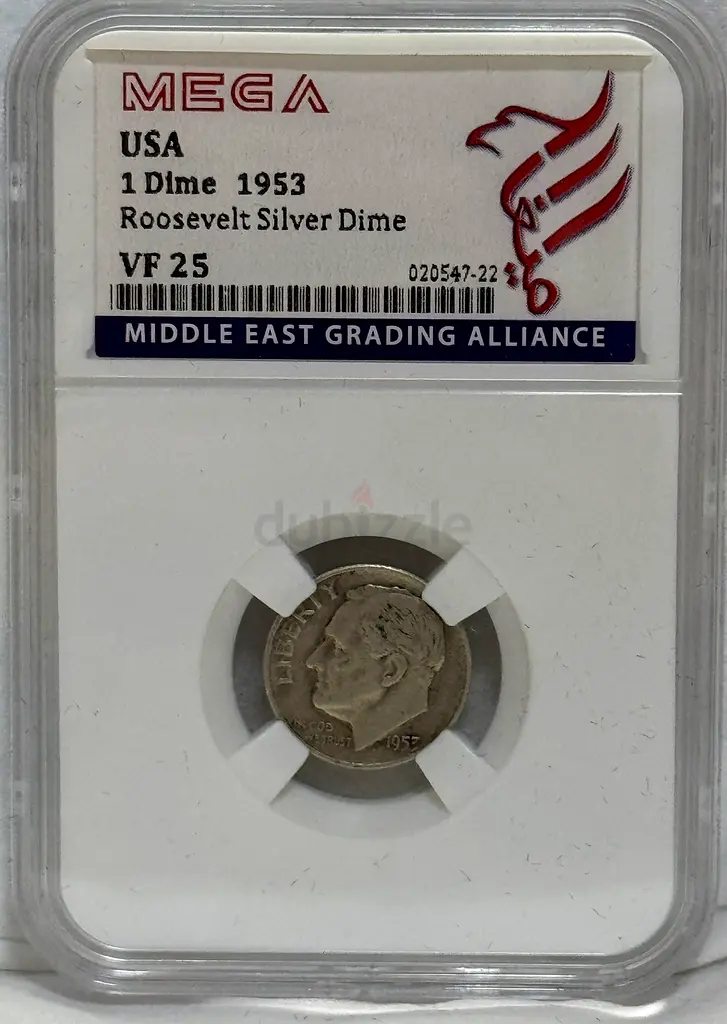 MEGA
USA
1 Dime 1953
Roosevelt Silver Dime
VF 25
020547-22
MIDDLE EAST GRADING ALLIANCE
dubizzle
LIBERTY
IN GOD
WE TRUST
1953